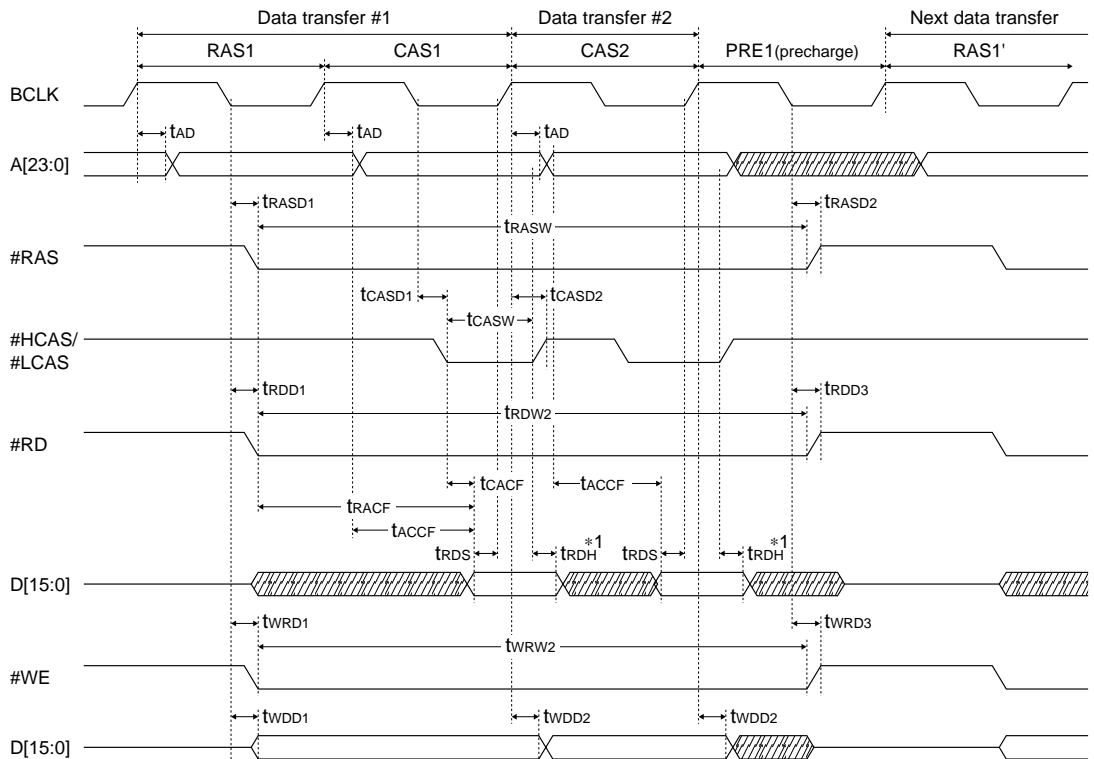 Data transfer #1 Data transfer #2 Next data transfer
RAS1 CAS1 CAS2 PRE1(precharge) RAS1'
BCLK
tAD tAD tAD
A[23:0]
tRASD1 tRASD2
tRASW
#RAS
tCASD1 tCASD2
tCASW
#HCAS/
#LCAS
tRDD1 tRDD3
tRDW2
#RD
tCACF tACCF
tRACF
tACCF
tRDS tRDH*1 tRDS tRDH*1
D[15:0]
tWRD1 tWRD3
tWRW2
#WE
tWDD1 tWDD2 tWDD2
D[15:0]